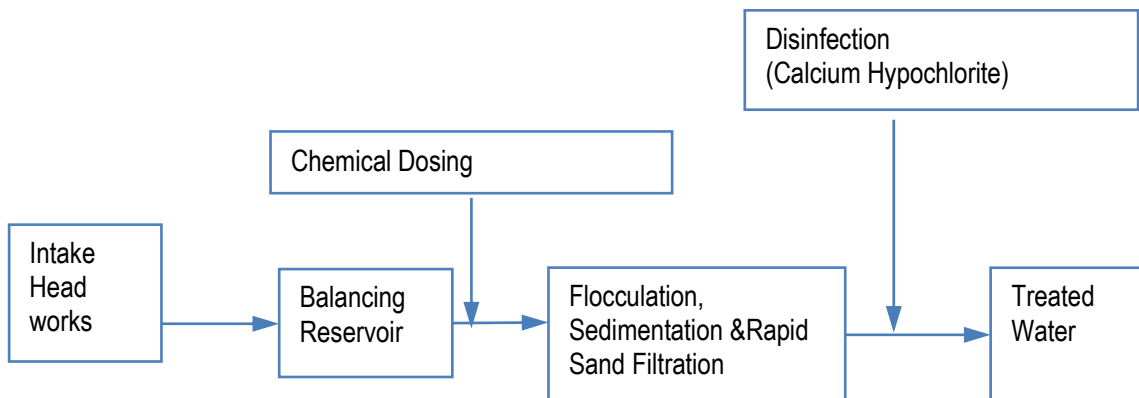 Disinfection
(Calcium Hypochlorite)
Chemical Dosing
Intake
Head
works
Balancing
Reservoir
Flocculation,
Sedimentation &Rapid
Sand Filtration
Treated
Water